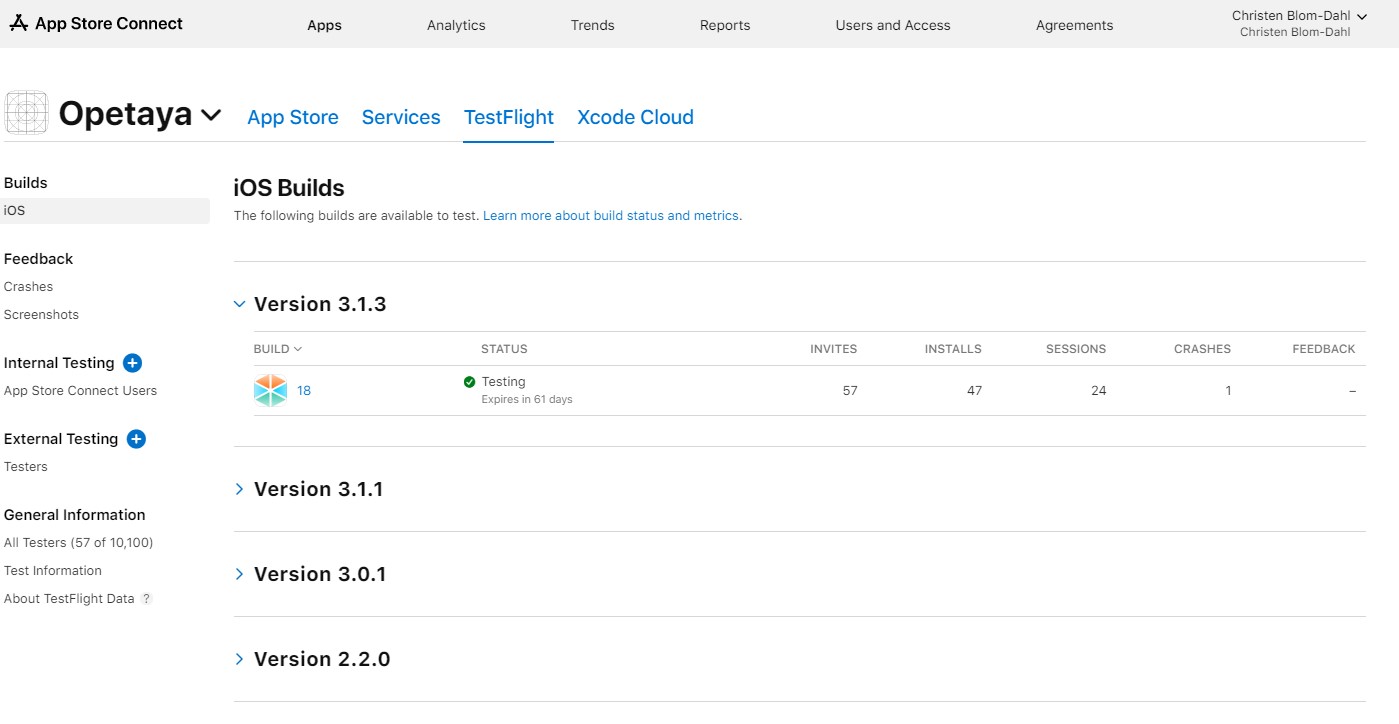 App Store Connect
Apps Analytics Trends Reports Users and Access Agreements
Christen Blom-Dahl
Christen Blom-Dahl
Opetaya
App Store Services TestFlight Xcode Cloud
Builds
iOS
Feedback
Crashes
Screenshots
Internal Testing
App Store Connect Users
External Testing
Testers
General Information
All Testers (57 of 10,100)
Test Information
About TestFlight Data ?
iOS Builds
The following builds are available to test. Learn more about build status and metrics.
Version 3.1.3
BUILD STATUS INVITES INSTALLS SESSIONS CRASHES FEEDBACK
18 Testing 57 47 24 1 –
Expires in 61 days
Version 3.1.1
Version 3.0.1
Version 2.2.0